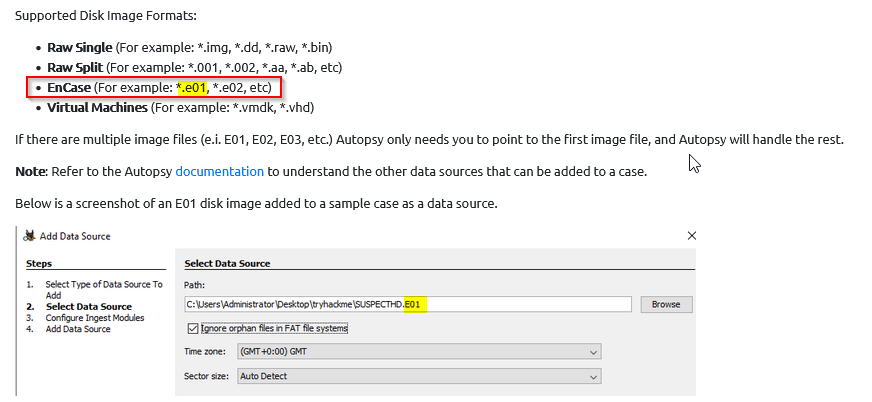 Supported Disk Image Formats:
• Raw Single (For example: *.img, *.dd, *.raw, *.bin)
• Raw Split (For example: *.001, *.002, *.aa, *.ab, etc)
• EnCase (For example: *.e01, *.e02, etc)
• Virtual Machines (For example: *.vmdk, *.vhd)
If there are multiple image files (e.i. E01, E02, E03, etc.) Autopsy only needs you to point to the first image file, and Autopsy will handle the rest.
Note: Refer to the Autopsy documentation to understand the other data sources that can be added to a case.
Below is a screenshot of an E01 disk image added to a sample case as a data source.
Add Data Source
Steps
1. Select Type of Data Source To
Add
2. Select Data Source
3. Configure Ingest Modules
4. Add Data Source
Select Data Source
Path:
C:\Users\Administrator\Desktop\tryhackme\SUSPECTHD.E01
Browse
Ignore orphan files in FAT file systems
Time zone: (GMT+0:00) GMT
Sector size: Auto Detect